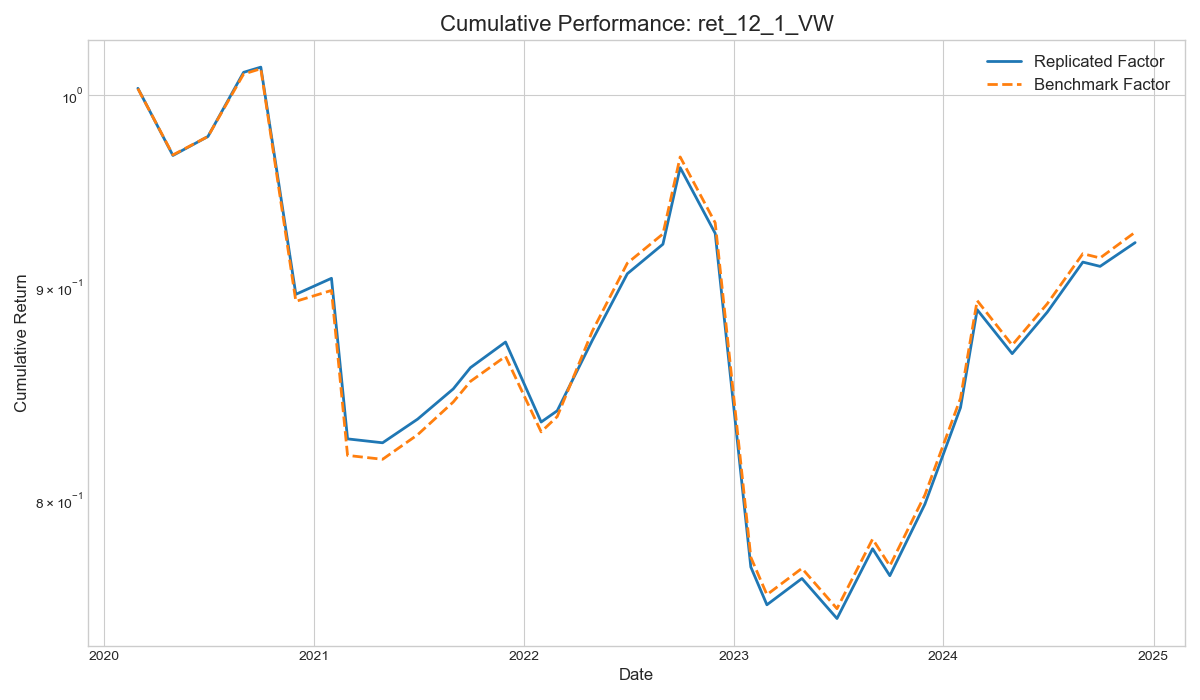 Cumulative Performance: ret_12_1_VW
Replicated Factor
Benchmark Factor
Cumulative Return
10⁰
9 × 10⁻¹
8 × 10⁻¹
2020 2021 2022 2023 2024 2025
Date